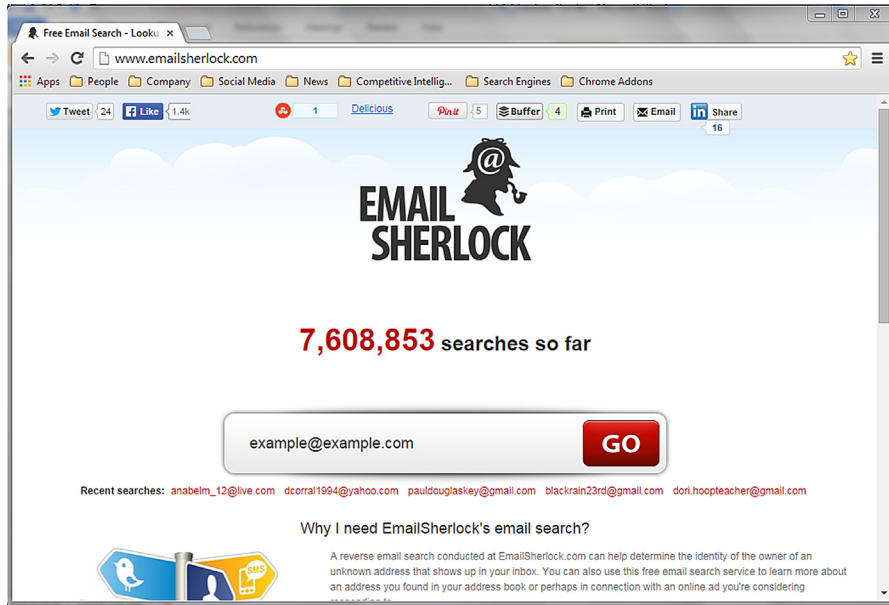 Free Email Search - Looku
www.emailsherlock.com
Apps People Company Social Media News Competitive Intellig... Search Engines Chrome Addons
Tweet 24 Like 1.4k 1 Delicious Pin it 5 Buffer 4 Print Email in Share
16
@
EMAIL
SHERLOCK
7,608,853 searches so far
example@example.com GO
Recent searches: anabelm_12@live.com dcorral1994@yahoo.com pauldouglaskey@gmail.com blackrain23rd@gmail.com dori.hoopteacher@gmail.com
Why I need EmailSherlock's email search?
A reverse email search conducted at EmailSherlock.com can help determine the identity of the owner of an
unknown address that shows up in your inbox. You can also use this free email search service to learn more about
an address you found in your address book or perhaps in connection with an online ad you're considering
SMS